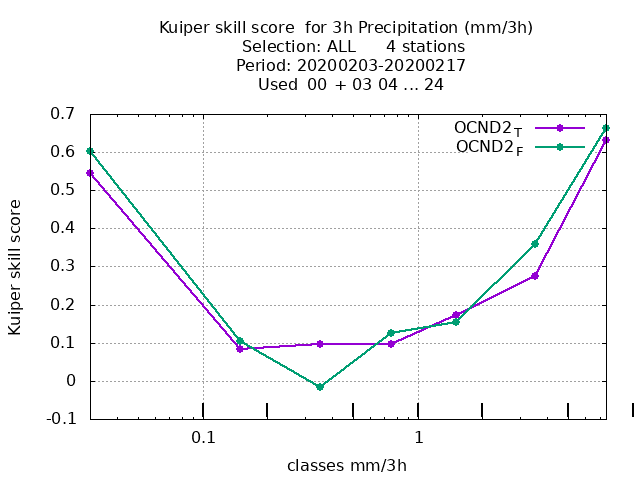 Kuiper skill score  for 3h Precipitation (mm/3h)
Selection: ALL      4 stations
Period: 20200203-20200217
Used  00 + 03 04 ... 24
0.7
OCND2T
0.6
OCND2F
0.5
0.4
0.3
0.2
0.1
0
-0.1
Kuiper skill score
0.1
1
classes mm/3h